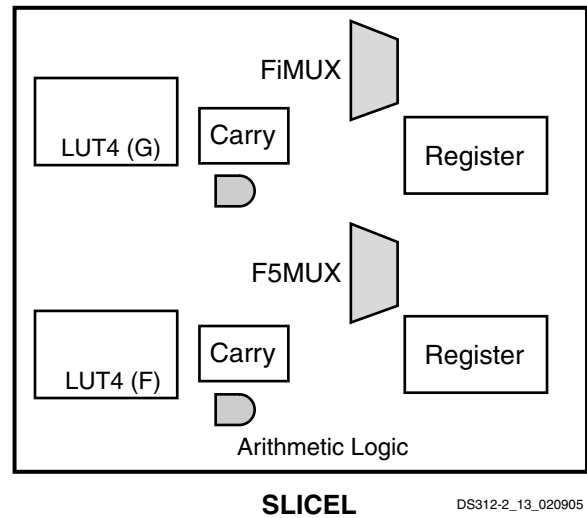 FiMUX
LUT4 (G)
Carry
Register
F5MUX
LUT4 (F)
Carry
Register
Arithmetic Logic
SLICEL
DS312-2_13_020905